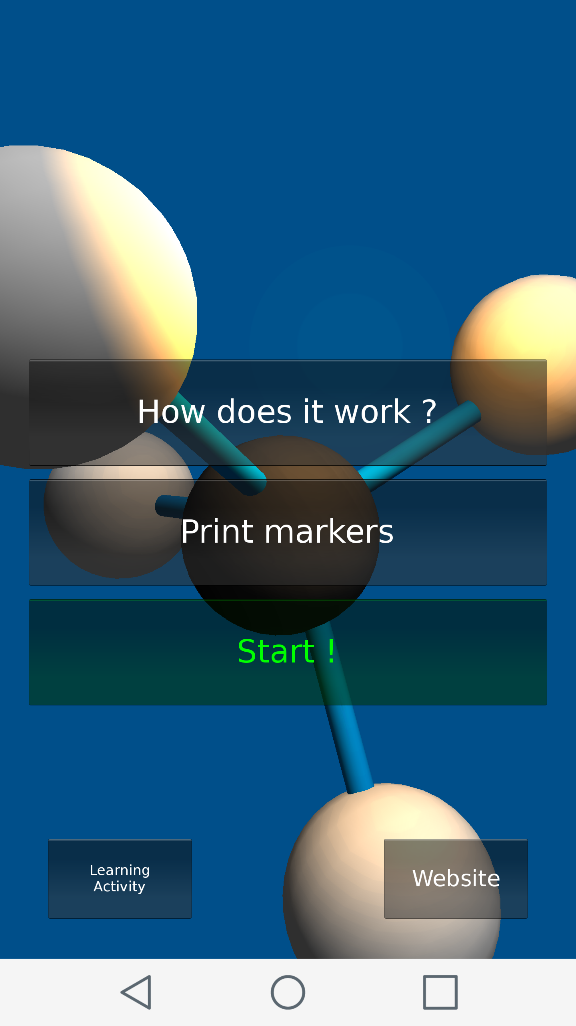 How does it work ?
Print markers
Start !
Learning
Activity
Website